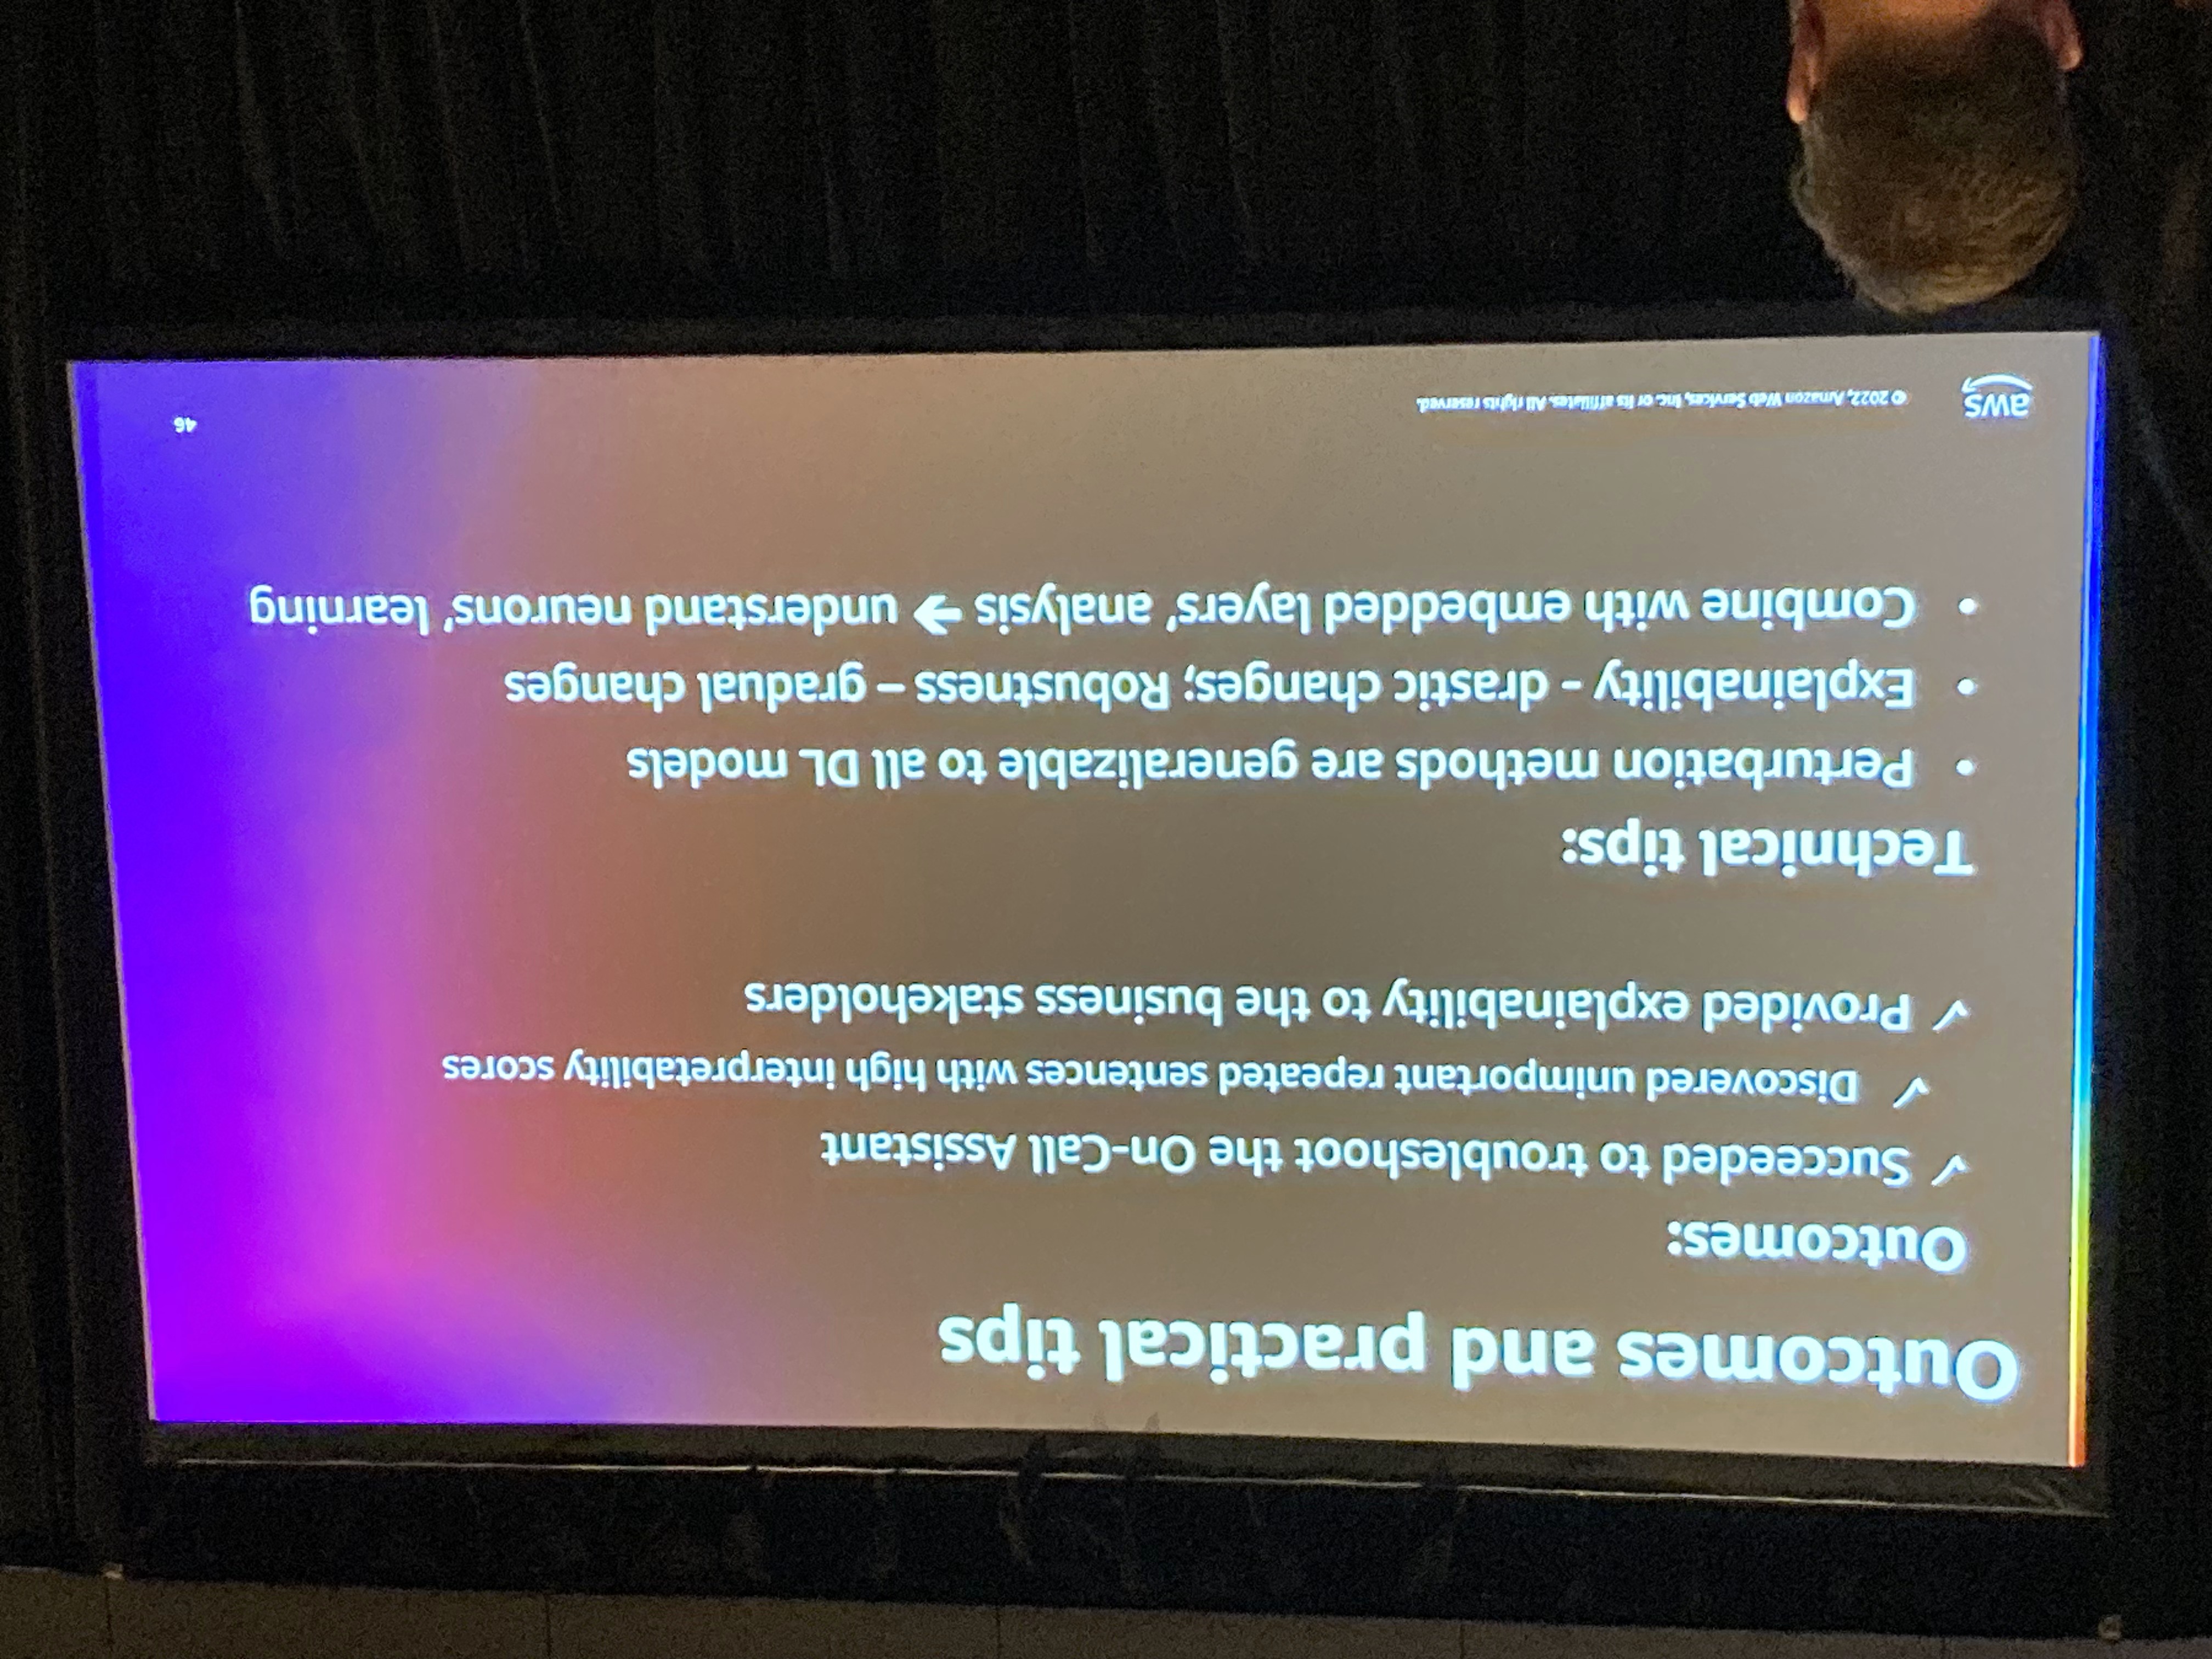 Outcomes and practical tips
Outcomes:
✓ Succeeded to troubleshoot the On-Call Assistant
✓ Discovered unimportant repeated sentences with high interpretability scores
✓ Provided explainability to the business stakeholders
Technical tips:
• Perturbation methods are generalizable to all DL models
• Explainability - drastic changes; Robustness – gradual changes
• Combine with embedded layers’ analysis ➔ understand neurons’ learning
aws
© 2022, Amazon Web Services, Inc. or its affiliates. All rights reserved.
46